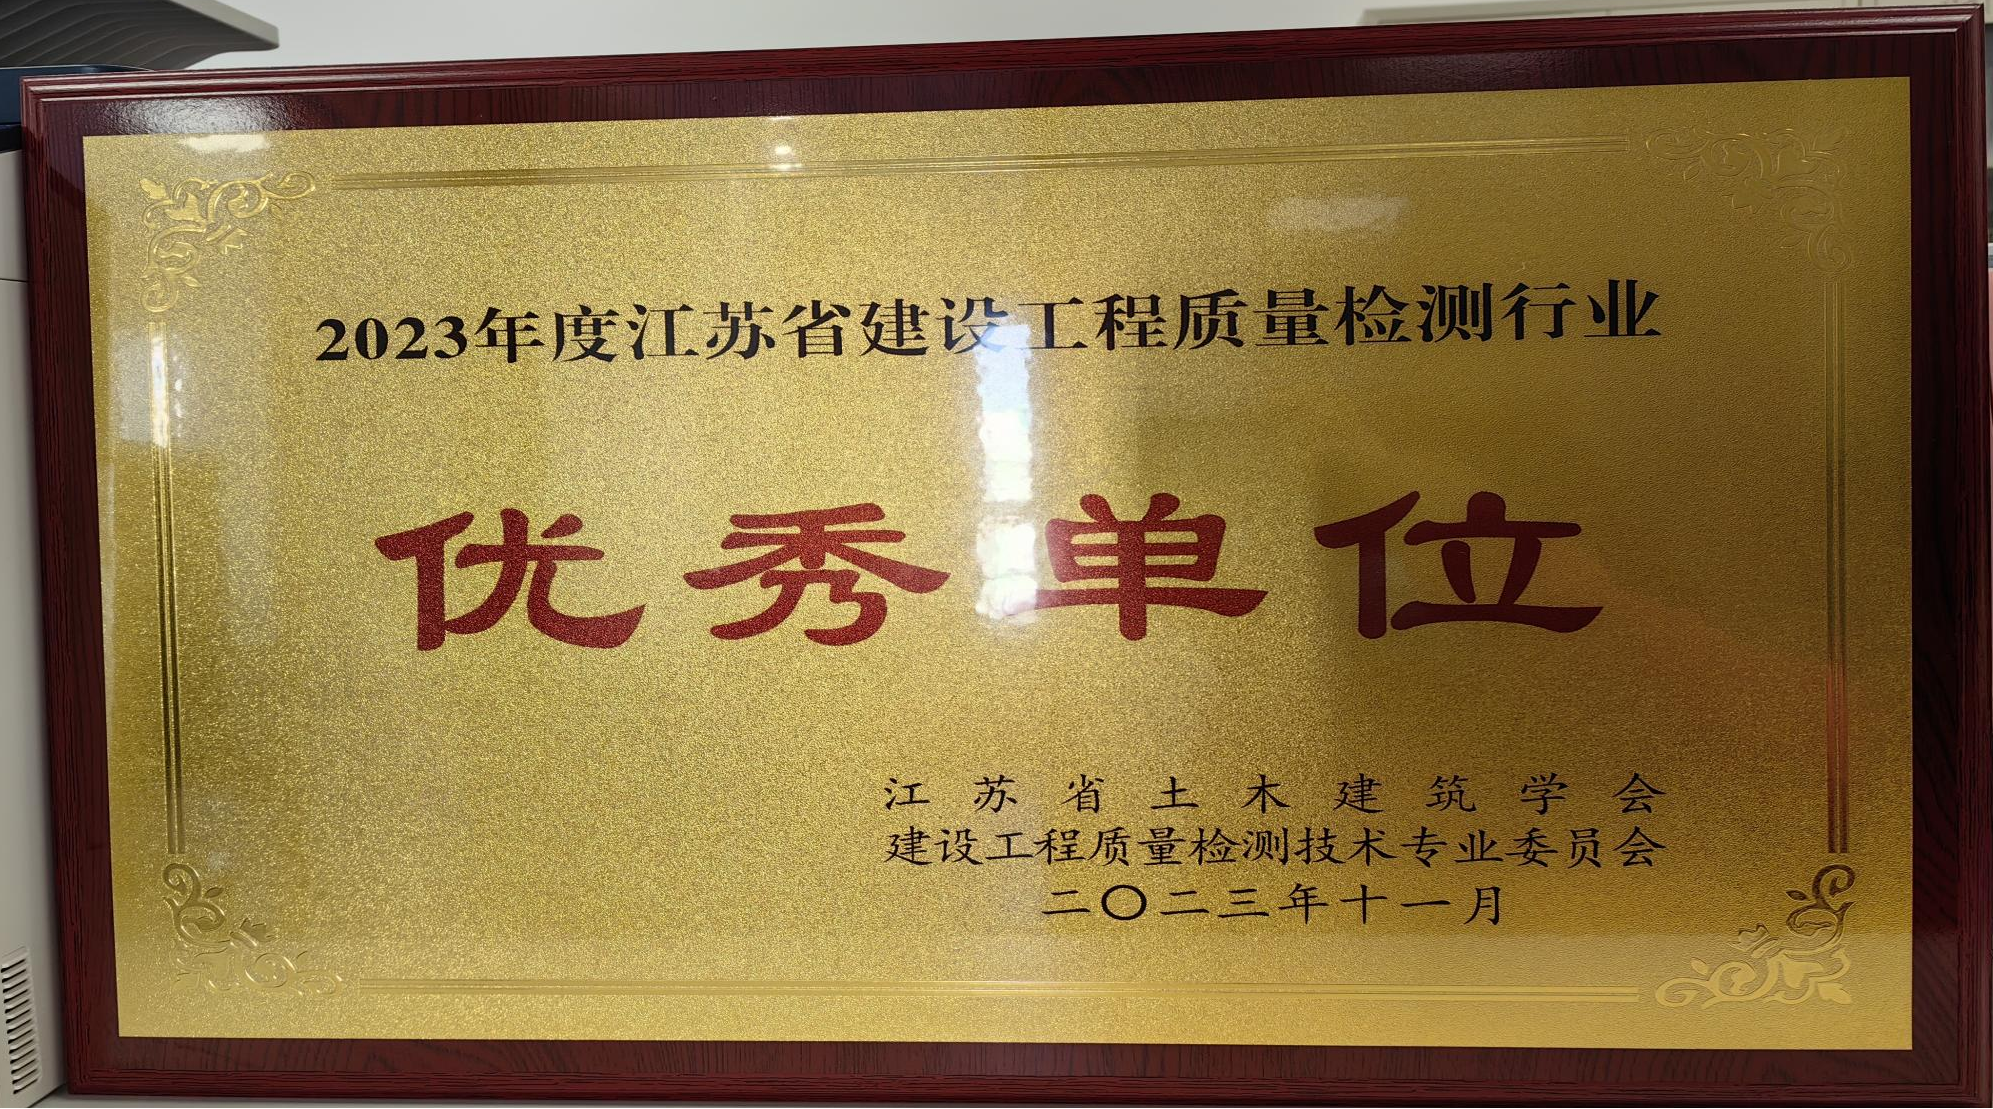 2023年度江苏省建设工程质量检测行业
优秀单位
江苏省土木建筑学会
建设工程质量检测技术专业委员会
二〇二三年十一月